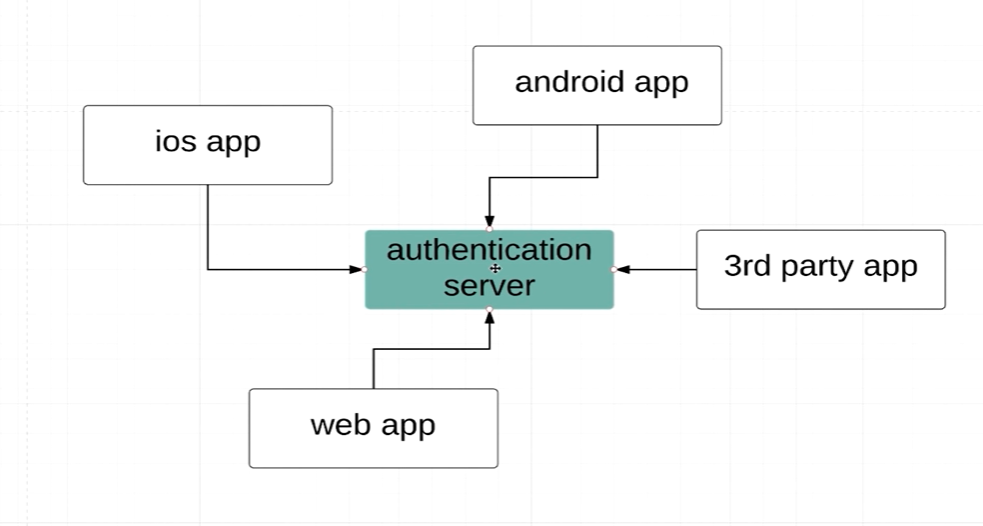 android app
ios app
authentication
server
3rd party app
web app